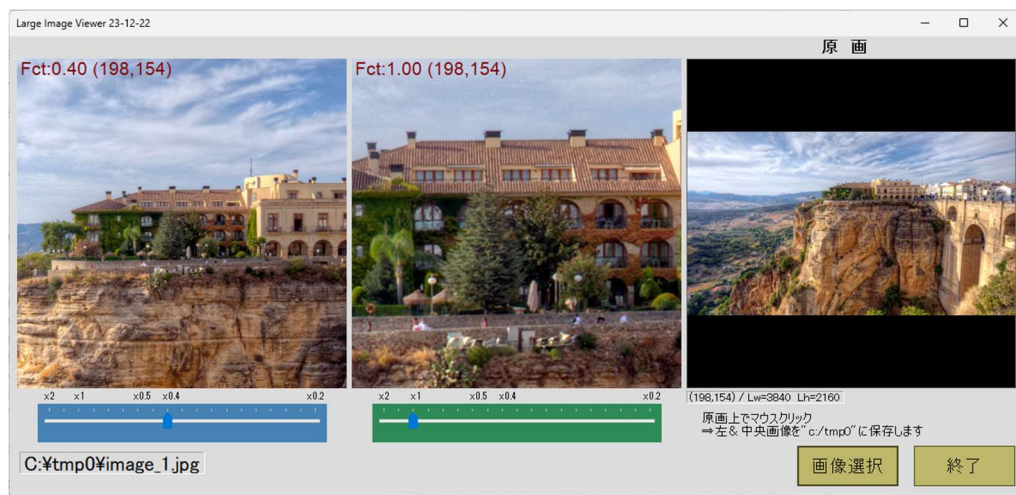 Large Image Viewer 23-12-22
原 画
Fct:0.40 (198,154)
Fct:1.00 (198,154)
x2 x1 x0.5 x0.4 x0.2
x2 x1 x0.5 x0.4 x0.2
(198,154) / Lw=3840 Lh=2160
原画上でマウスクリック
⇒左&中央画像を"c:/tmp0"に保存します
C:¥tmp0¥image_1.jpg
画像選択
終了